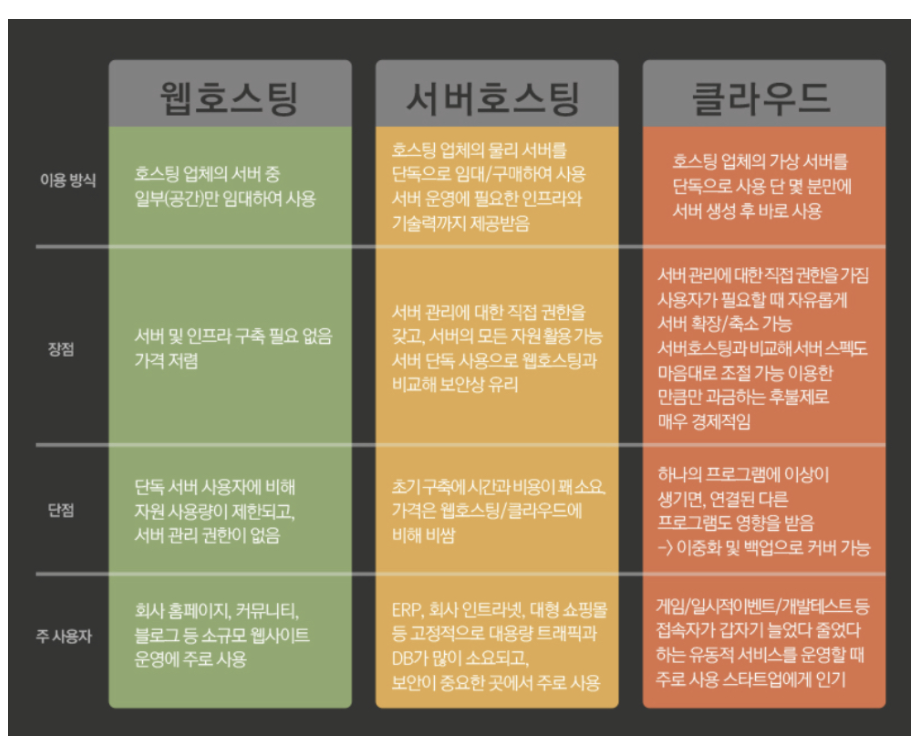 웹호스팅
서버호스팅
클라우드
이용 방식
호스팅 업체의 서버 중
일부(공간)만 임대하여 사용
호스팅 업체의 물리 서버를
단독으로 임대/구매하여 사용
서버 운영에 필요한 인프라와
기술력까지 제공받음
호스팅 업체의 가상 서버를
단독으로 사용 단 몇 분만에
서버 생성 후 바로 사용
장점
서버 및 인프라 구축 필요 없음
가격 저렴
서버 관리에 대한 직접 권한을
갖고, 서버의 모든 자원 활용 가능
서버 단독 사용으로 웹호스팅과
비교해 보안상 유리
서버 관리에 대한 직접 권한을 가짐
사용자가 필요할 때 자유롭게
서버 확장/축소 가능
서버호스팅과 비교해 서버 스펙도
마음대로 조절 가능 이용한
만큼만 과금하는 후불제로
매우 경제적임
단점
단독 서버 사용자에 비해
자원 사용량이 제한되고,
서버 관리 권한이 없음
초기 구축에 시간과 비용이 꽤 소요,
가격은 웹호스팅/클라우드에
비해 비쌈
하나의 프로그램에 이상이
생기면, 연결된 다른
프로그램도 영향을 받음
-> 이중화 및 백업으로 커버 가능
주 사용자
회사 홈페이지, 커뮤니티,
블로그 등 소규모 웹사이트
운영에 주로 사용
ERP, 회사 인트라넷, 대형 쇼핑몰
등 고정적으로 대용량 트래픽과
DB가 많이 소요되고,
보안이 중요한 곳에서 주로 사용
게임/일시적이벤트/개발테스트 등
접속자가 갑자기 늘었다 줄었다
하는 유동적 서비스를 운영할 때
주로 사용 스타트업에게 인기